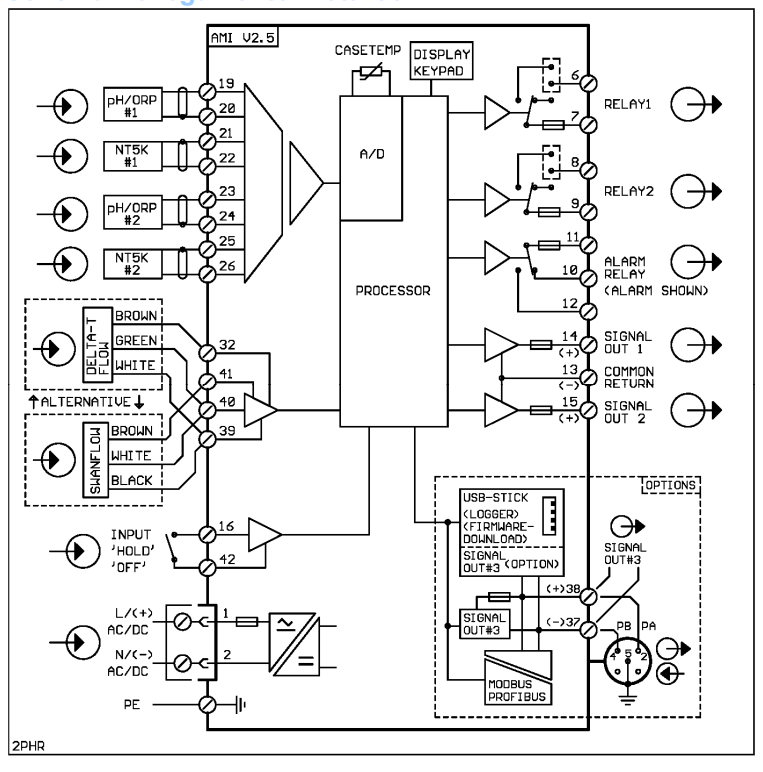 AMI V2.5
CASETEMP
DISPLAY
KEYPAD
A/D
PROCESSOR
pH/ORP
#1
19
20
NT5K
#1
21
22
pH/ORP
#2
23
24
NT5K
#2
25
26
DELTA-T
FLOW
BROWN
GREEN
WHITE
32
41
40
39
↑ALTERNATIVE↓
SWANFLOW
BROWN
WHITE
BLACK
INPUT
'HOLD'
'OFF'
16
42
L/(+)
AC/DC
1
N/(-)
AC/DC
2
PE
6
RELAY1
7
8
RELAY2
9
11
10
ALARM
RELAY
(ALARM SHOWN)
12
14
(+)
SIGNAL
OUT 1
13
(-)
COMMON
RETURN
15
(+)
SIGNAL
OUT 2
OPTIONS
USB-STICK
(LOGGER)
(FIRMWARE-
DOWNLOAD)
SIGNAL
OUT#3 (OPTION)
SIGNAL
OUT#3
(+)38
SIGNAL
OUT#3
(-)37
PB PA
4 5 2
MODBUS
PROFIBUS
2PHR